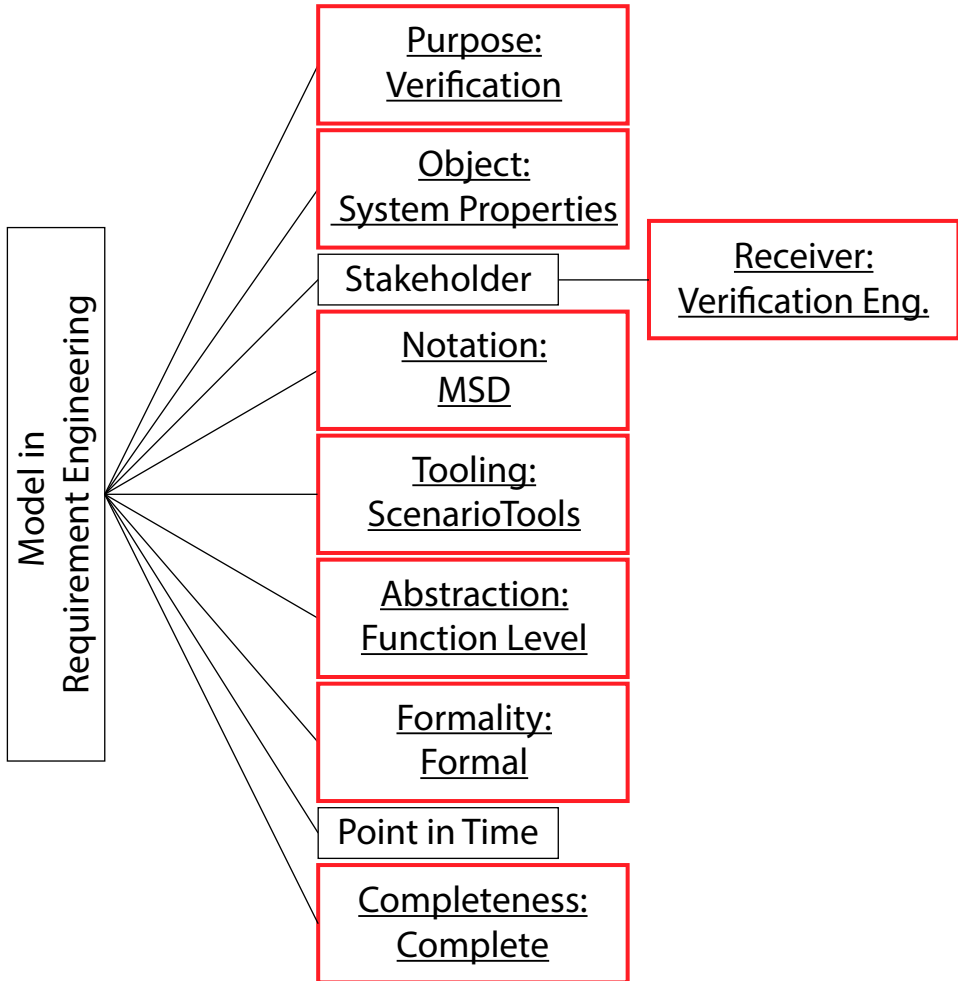 Model in
Requirement Engineering
Purpose:
Verification
Object:
System Properties
Stakeholder
Receiver:
Verification Eng.
Notation:
MSD
Tooling:
ScenarioTools
Abstraction:
Function Level
Formality:
Formal
Point in Time
Completeness:
Complete